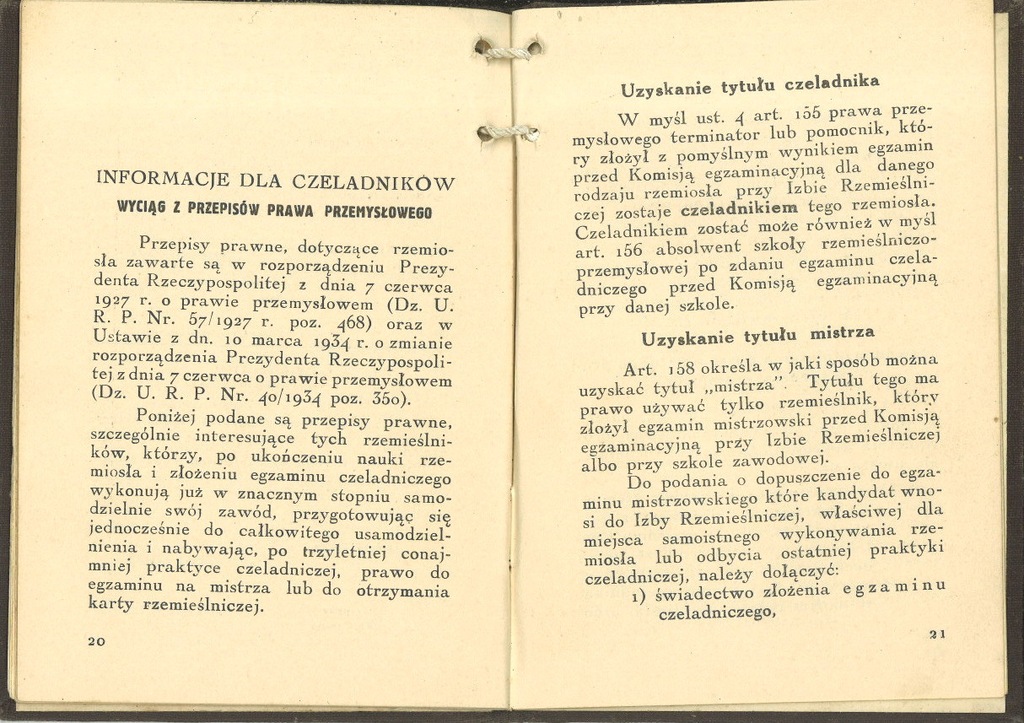 INFORMACJE DLA CZELADNIKÓW
WYCIĄG Z PRZEPISÓW PRAWA PRZEMYSŁOWEGO
Przepisy prawne, dotyczące rzemio-
sła zawarte są w rozporządzeniu Prezy-
denta Rzeczypospolitej z dnia 7 czerwca
1927 r. o prawie przemysłowem (Dz. U.
R. P. Nr. 57/1927 r. poz. 468) oraz w
Ustawie z dn. 10 marca 1934 r. o zmianie
rozporządzenia Prezydenta Rzeczypospoli-
tej z dnia 7 czerwca o prawie przemysłowem
(Dz. U. R. P. Nr. 40/1934 poz. 350).
Poniżej podane są przepisy prawne,
szczególnie interesujące tych rzemieślni-
ków, którzy, po ukończeniu nauki rze-
miosła i złożeniu egzaminu czeladniczego
wykonują już w znacznym stopniu samo-
dzielnie swój zawód, przygotowując się
jednocześnie do całkowitego usamodziel-
nienia i nabywając, po trzyletniej conaj-
mniej praktyce czeladniczej, prawo do
egzaminu na mistrza lub do otrzymania
karty rzemieślniczej.
20
Uzyskanie tytułu czeladnika
W myśl ust. 4 art. 155 prawa prze-
mysłowego terminator lub pomocnik, któ-
ry złożył z pomyślnym wynikiem egzamin
przed Komisją egzaminacyjną dla danego
rodzaju rzemiosła przy Izbie Rzemieślni-
czej zostaje czeladnikiem tego rzemiosła.
Czeladnikiem zostać może również w myśl
art. 156 absolwent szkoły rzemieślniczo-
przemysłowej po zdaniu egzaminu czela-
dniczego przed Komisją egzaminacyjną
przy danej szkole.
Uzyskanie tytułu mistrza
Art. 158 określa w jaki sposób można
uzyskać tytuł „mistrza”. Tytułu tego ma
prawo używać tylko rzemieślnik, który
złożył egzamin mistrzowski przed Komisją
egzaminacyjną przy Izbie Rzemieślniczej
albo przy szkole zawodowej.
Do podania o dopuszczenie do egza-
minu mistrzowskiego które kandydat wno-
si do Izby Rzemieślniczej, właściwej dla
miejsca samoistnego wykonywania rze-
miosła lub odbycia ostatniej praktyki
czeladniczej, należy dołączyć:
1) świadectwo złożenia egzaminu
czeladniczego,
21